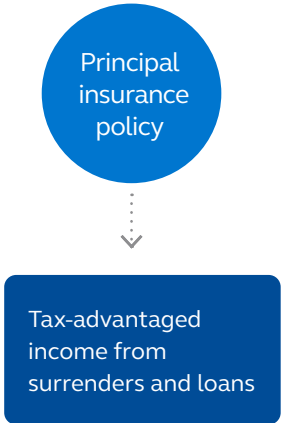 Principal
insurance
policy
Tax-advantaged
income from
surrenders and loans